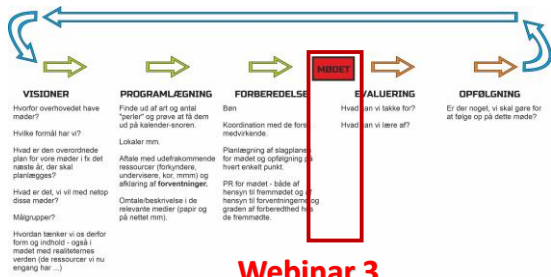 MØDET
VISIONER
Hvorfor overhovedet have
møder?
Hvilke formål har vi?
Hvad er den overordnede
plan for vore møder i fx det
næste år, der skal
planlægges?
Hvad er det, vi vil med netop
disse møder?
Målgrupper?
Hvordan tænker vi os derfor
form og indhold - også i
mødet med realiteternes
verden (de ressourcer vi nu
engang har ...)
PROGRAMLÆGNING
Finde ud af art og antal
"perler" og prøve at få dem
ud på kalender-snoren.
Lokaler mm.
Aftale med udefrakommende
ressourcer (forkyndere,
undervisere, kor, mmm) og
afklaring af forventninger.
Omtale/beskrivelse i de
relevante medier (papir og
på nettet mm).
FORBEREDELSE
Bøn
Koordination med de fors
medvirkende.
Planlægning af slagplane
for mødet og opfølgning p
hvert enkelt punkt.
PR for mødet - både af
hensyn til fremmødet og af
hensyn til forventningerne og
graden af forberedthed hos
de fremmødte.
EVALUERING
Hvad kan vi takke for?
Hvad kan vi lære af?
OPFØLGNING
Er der noget, vi skal gøre for
at følge op på dette møde?
Webinar 3